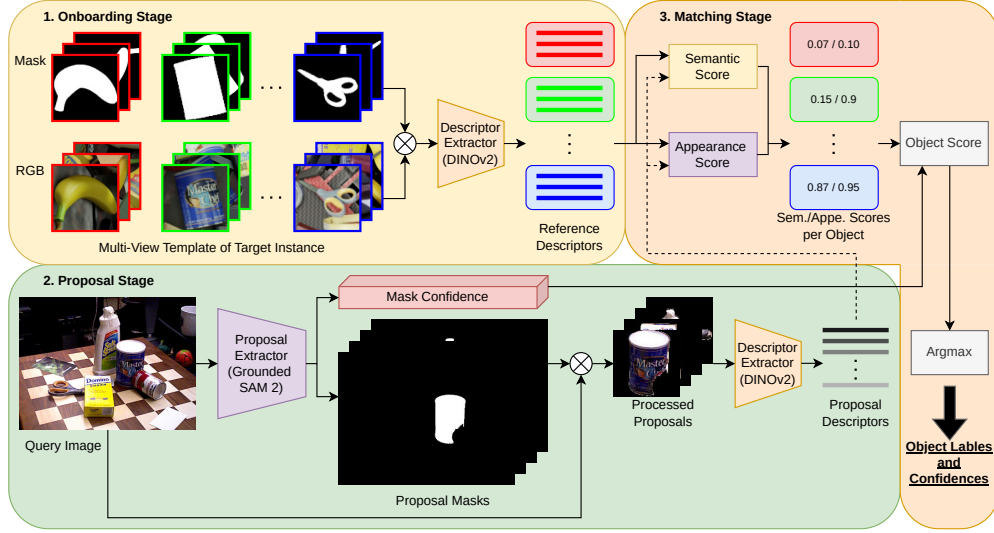 1. Onboarding Stage
Mask
RGB
. . .
. . .
Descriptor
Extractor
(DINOv2)
Multi-View Template of Target Instance
Reference
Descriptors
3. Matching Stage
Semantic
Score
Appearance
Score
0.07 / 0.10
0.15 / 0.9
0.87 / 0.95
Sem./Appe. Scores
per Object
Object Score
Argmax
Object Lables
and
Confidences
2. Proposal Stage
Query Image
Domino
Proposal
Extractor
(Grounded
SAM 2)
Mask Confidence
Proposal Masks
Processed
Proposals
Descriptor
Extractor
(DINOv2)
Proposal
Descriptors